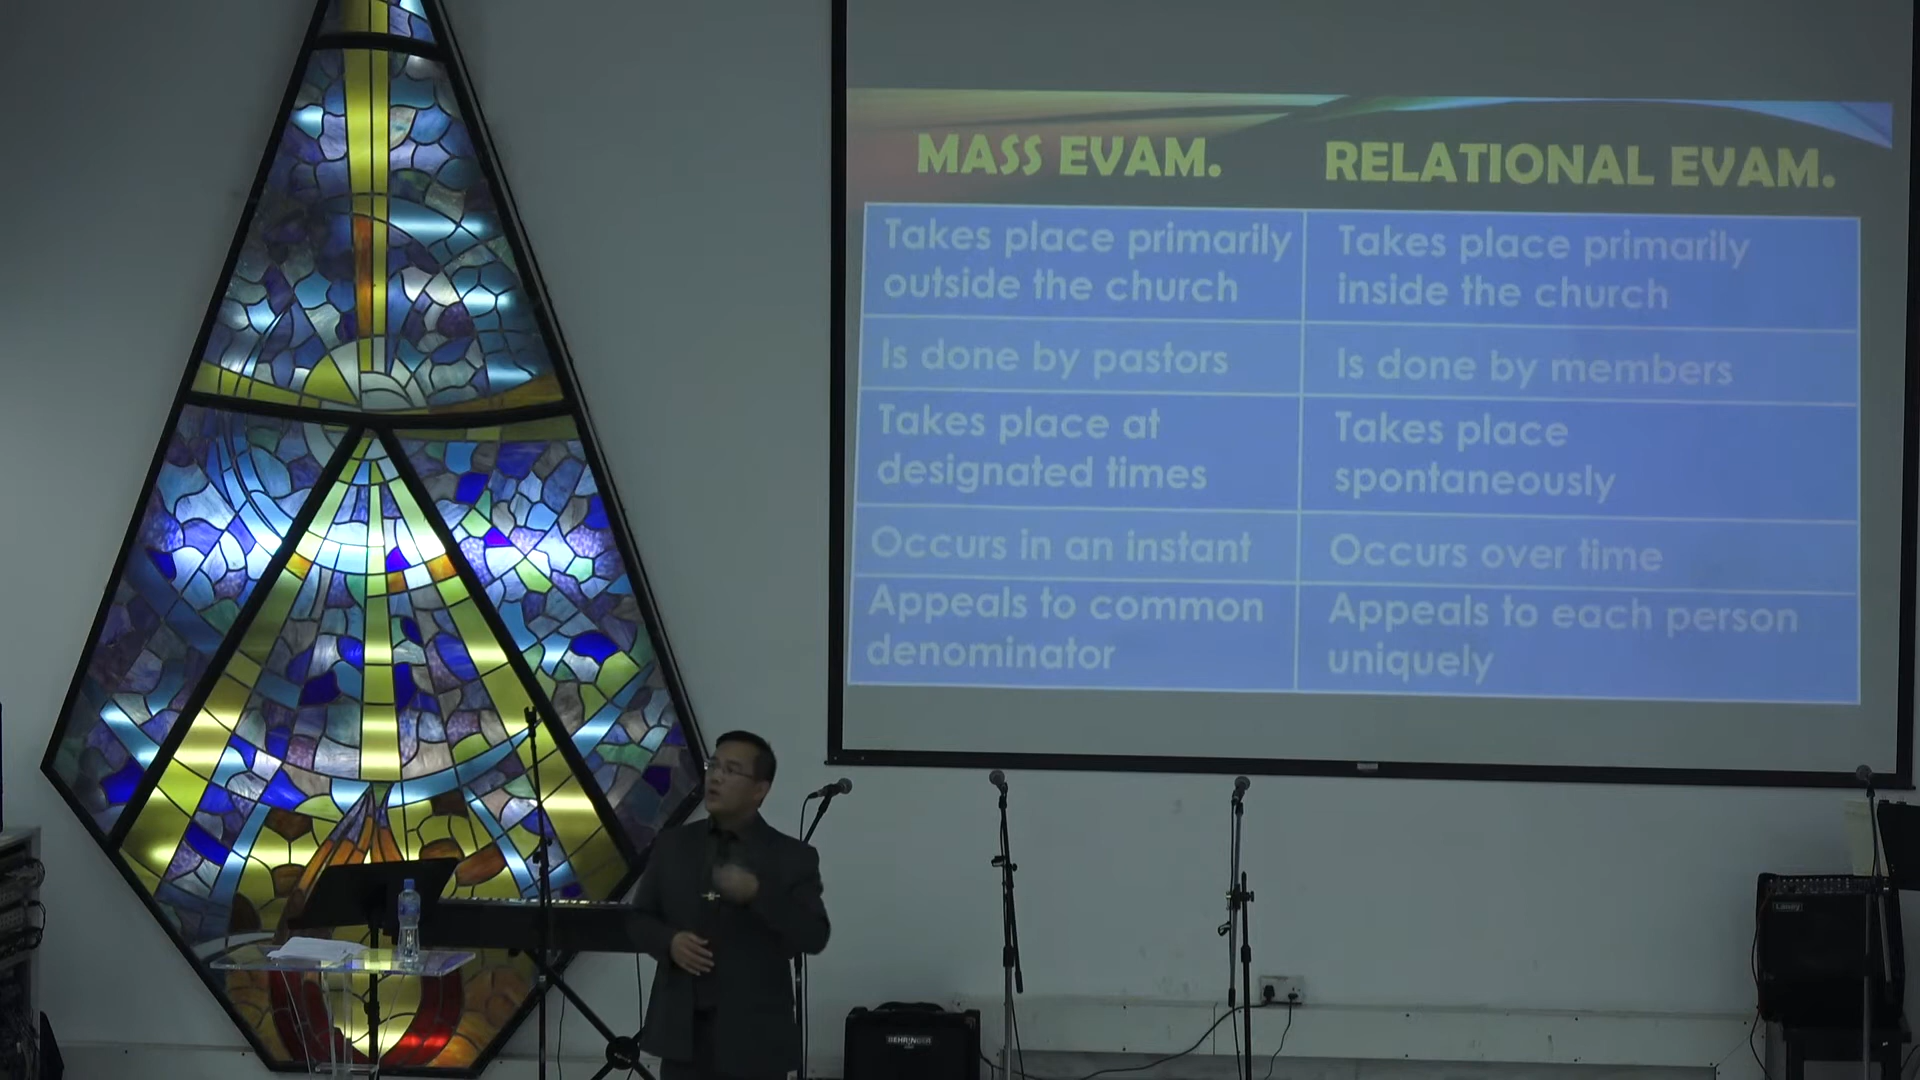 MASS EVAM. RELATIONAL EVAM.
Takes place primarily
outside the church
Takes place primarily
inside the church
Is done by pastors
Is done by members
Takes place at
designated times
Takes place
spontaneously
Occurs in an instant
Occurs over time
Appeals to common
denominator
Appeals to each person
uniquely
BEHRINGER
Laney